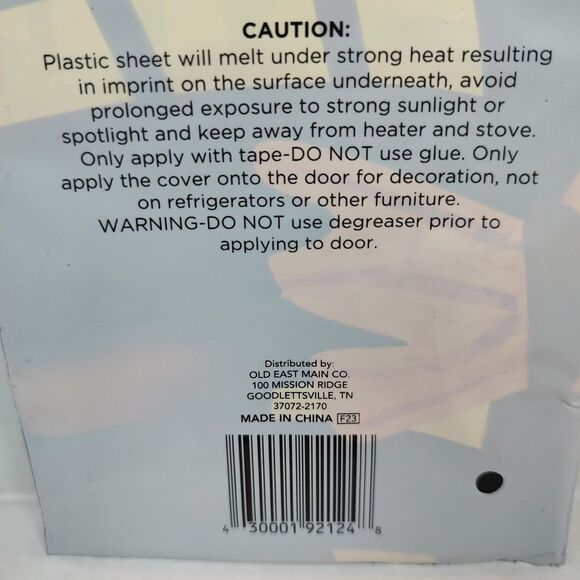 CAUTION:
Plastic sheet will melt under strong heat resulting
in imprint on the surface underneath, avoid
prolonged exposure to strong sunlight or
spotlight and keep away from heater and stove.
Only apply with tape-DO NOT use glue. Only
apply the cover onto the door for decoration, not
on refrigerators or other furniture.
WARNING-DO NOT use degreaser prior to
applying to door.
Distributed by:
OLD EAST MAIN CO.
100 MISSION RIDGE
GOODLETTSVILLE, TN
37072-2170
MADE IN CHINA F23
4 30001 92124 8